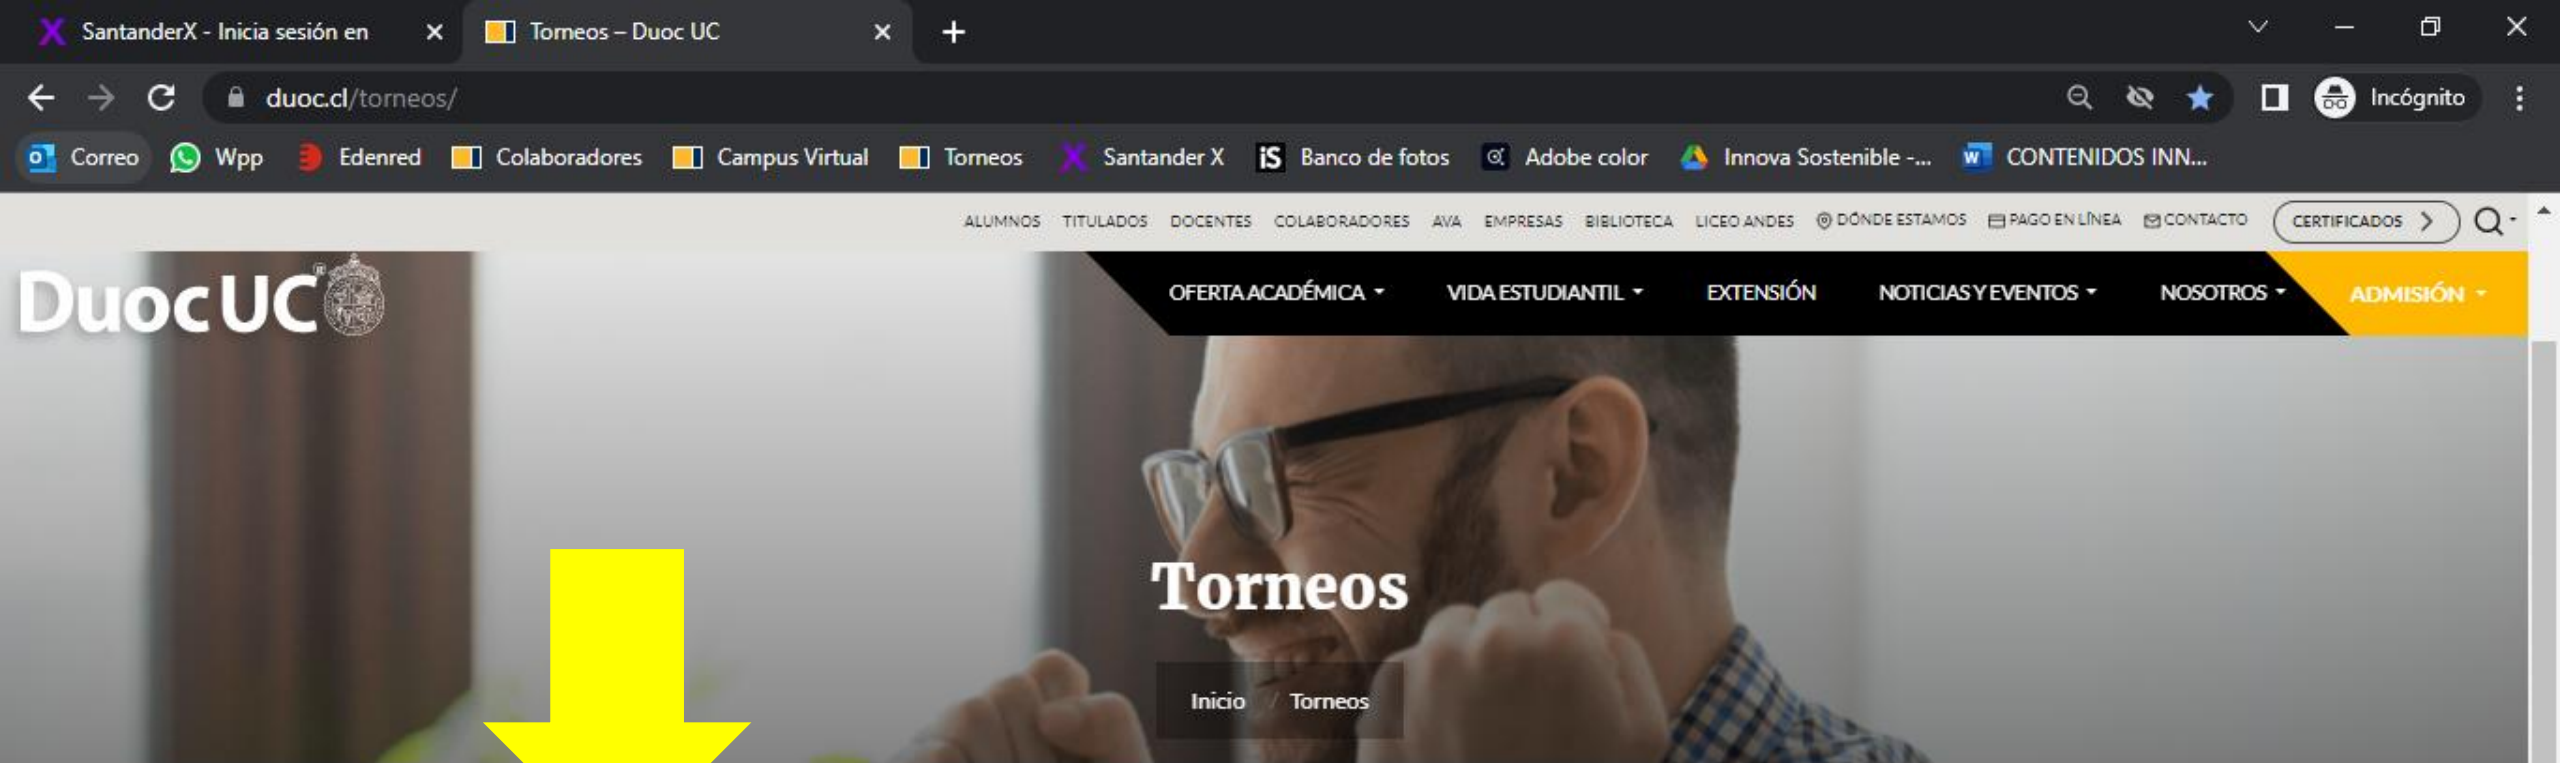 SantanderX - Inicia sesión en
Torneos – Duoc UC
duoc.cl/torneos/
Incógnito
Correo Wpp Edenred Colaboradores Campus Virtual Torneos Santander X iS Banco de fotos Adobe color Innova Sostenible -... CONTENIDOS INN...
ALUMNOS TITULADOS DOCENTES COLABORADORES AVA EMPRESAS BIBLIOTECA LICEO ANDES DÓNDE ESTAMOS PAGO EN LÍNEA CONTACTO CERTIFICADOS
DuocUC®
OFERTA ACADÉMICA VIDA ESTUDIANTIL EXTENSIÓN NOTICIAS Y EVENTOS NOSOTROS ADMISIÓN
Torneos
Inicio / Torneos